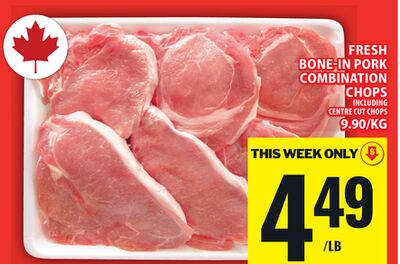 FRESH
BONE-IN PORK
COMBINATION
CHOPS
INCLUDING
CENTRE CUT CHOPS
9.90/KG
THIS WEEK ONLY S
4 49
/LB